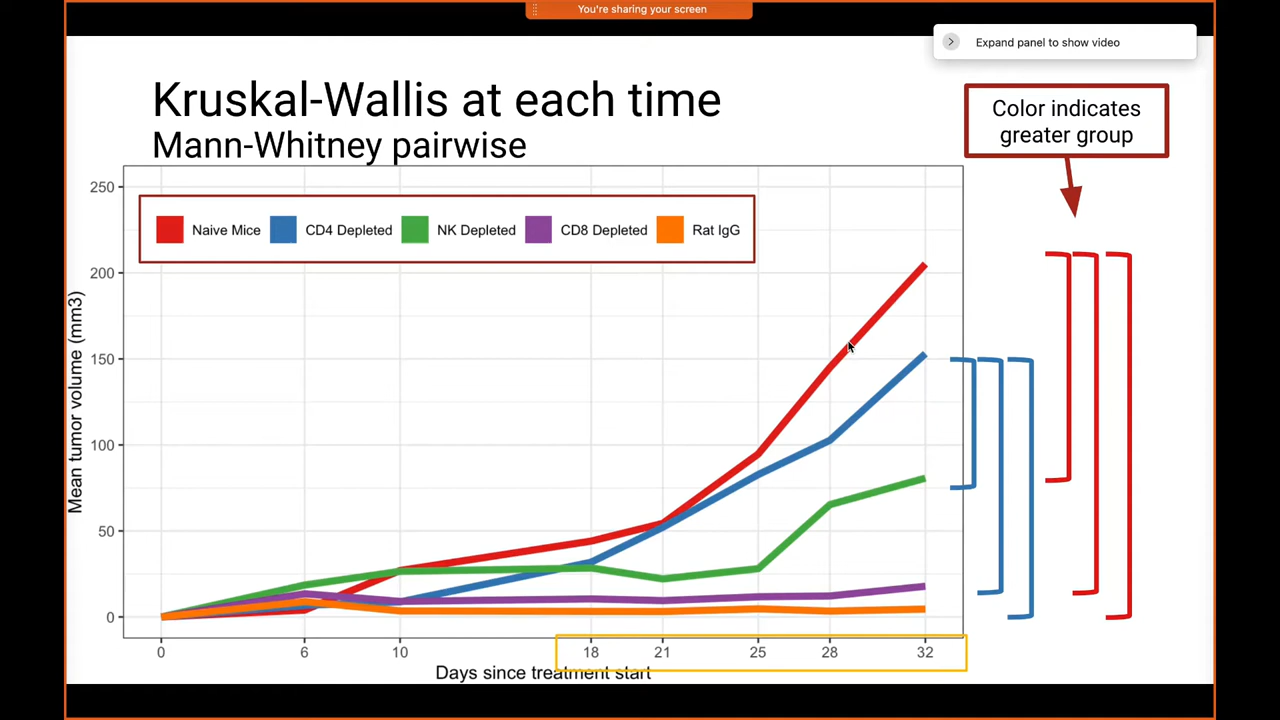 You're sharing your screen
Expand panel to show video
Kruskal-Wallis at each time
Mann-Whitney pairwise
Color indicates
greater group
Naive Mice CD4 Depleted NK Depleted CD8 Depleted Rat IgG
Mean tumor volume (mm3)
250
200
150
100
50
0
0 6 10 18 21 25 28 32
Days since treatment start